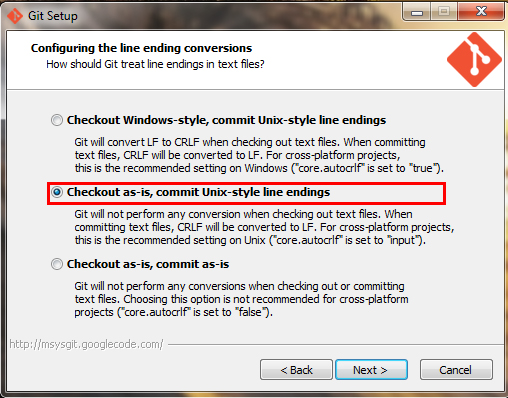 Git Setup
Configuring the line ending conversions
How should Git treat line endings in text files?
Checkout Windows-style, commit Unix-style line endings
Git will convert LF to CRLF when checking out text files. When committing
text files, CRLF will be converted to LF. For cross-platform projects,
this is the recommended setting on Windows ("core.autocrlf" is set to "true").
Checkout as-is, commit Unix-style line endings
Git will not perform any conversion when checking out text files. When
committing text files, CRLF will be converted to LF. For cross-platform projects,
this is the recommended setting on Unix ("core.autocrlf" is set to "input").
Checkout as-is, commit as-is
Git will not perform any conversions when checking out or committing
text files. Choosing this option is not recommended for cross-platform
projects ("core.autocrlf" is set to "false").
http://msysgit.googlecode.com/
< Back
Next >
Cancel